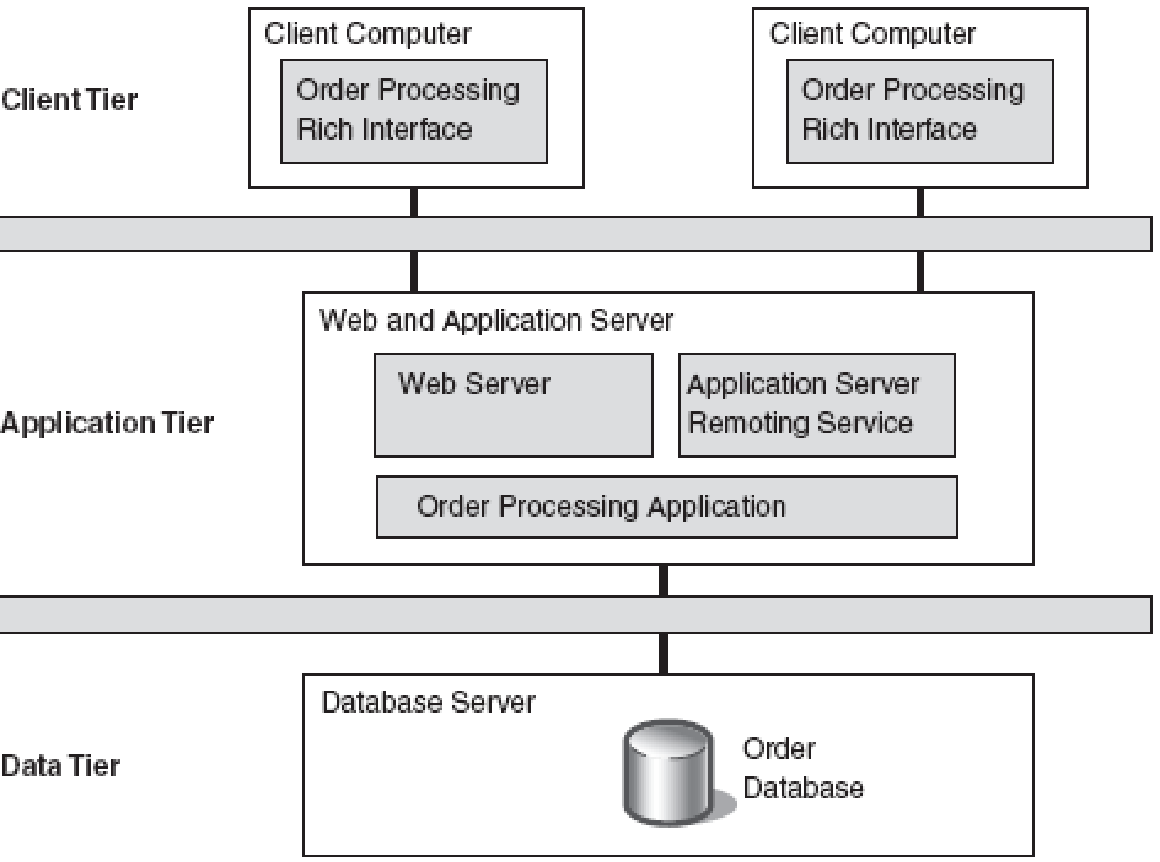 Client Computer
Client Computer
Client Tier
Order Processing
Rich Interface
Order Processing
Rich Interface
Web and Application Server
Web Server
Application Server
Remoting Service
Application Tier
Order Processing Application
Database Server
Data Tier
Order
Database